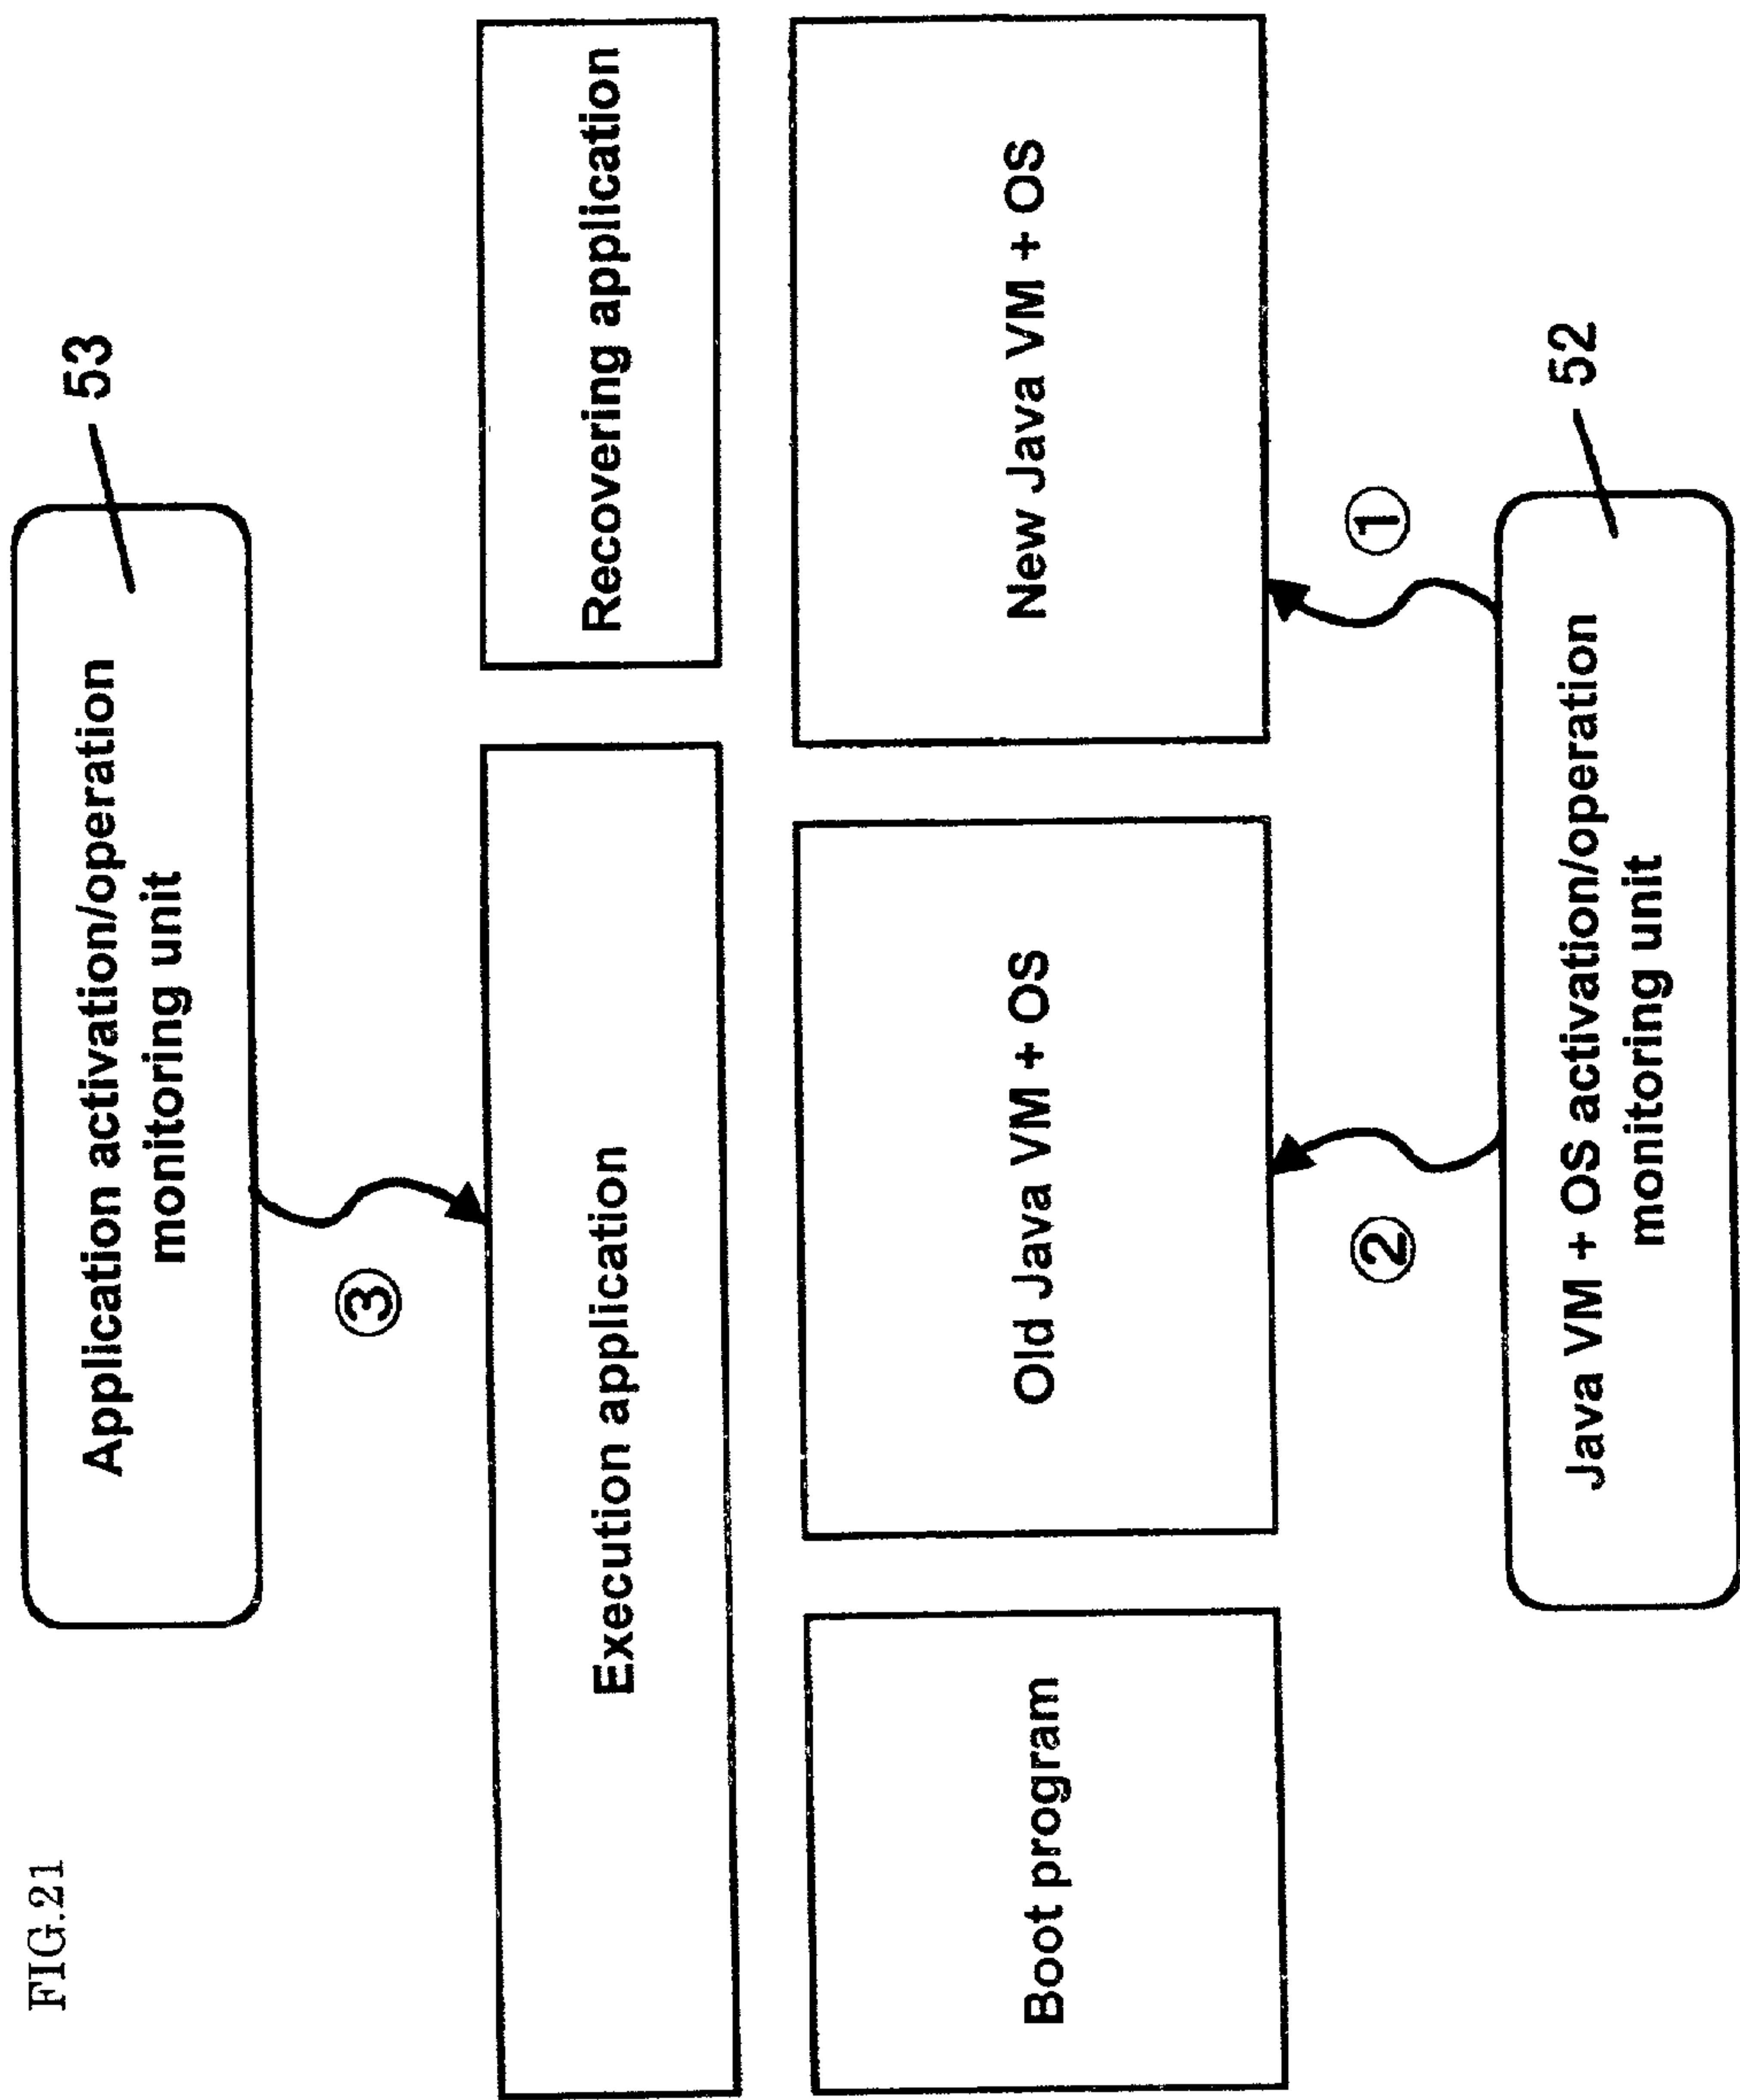 FIG.21
Application activation/operation
monitoring unit
53
③
Execution application
Recovering application
Boot program
Old Java VM + OS
New Java VM + OS
②
①
Java VM + OS activation/operation
monitoring unit
52